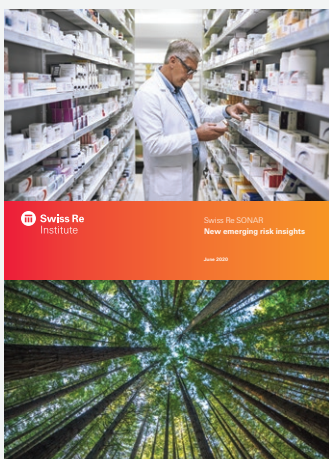 Swiss Re
Institute
Swiss Re SONAR
New emerging risk insights
June 2020